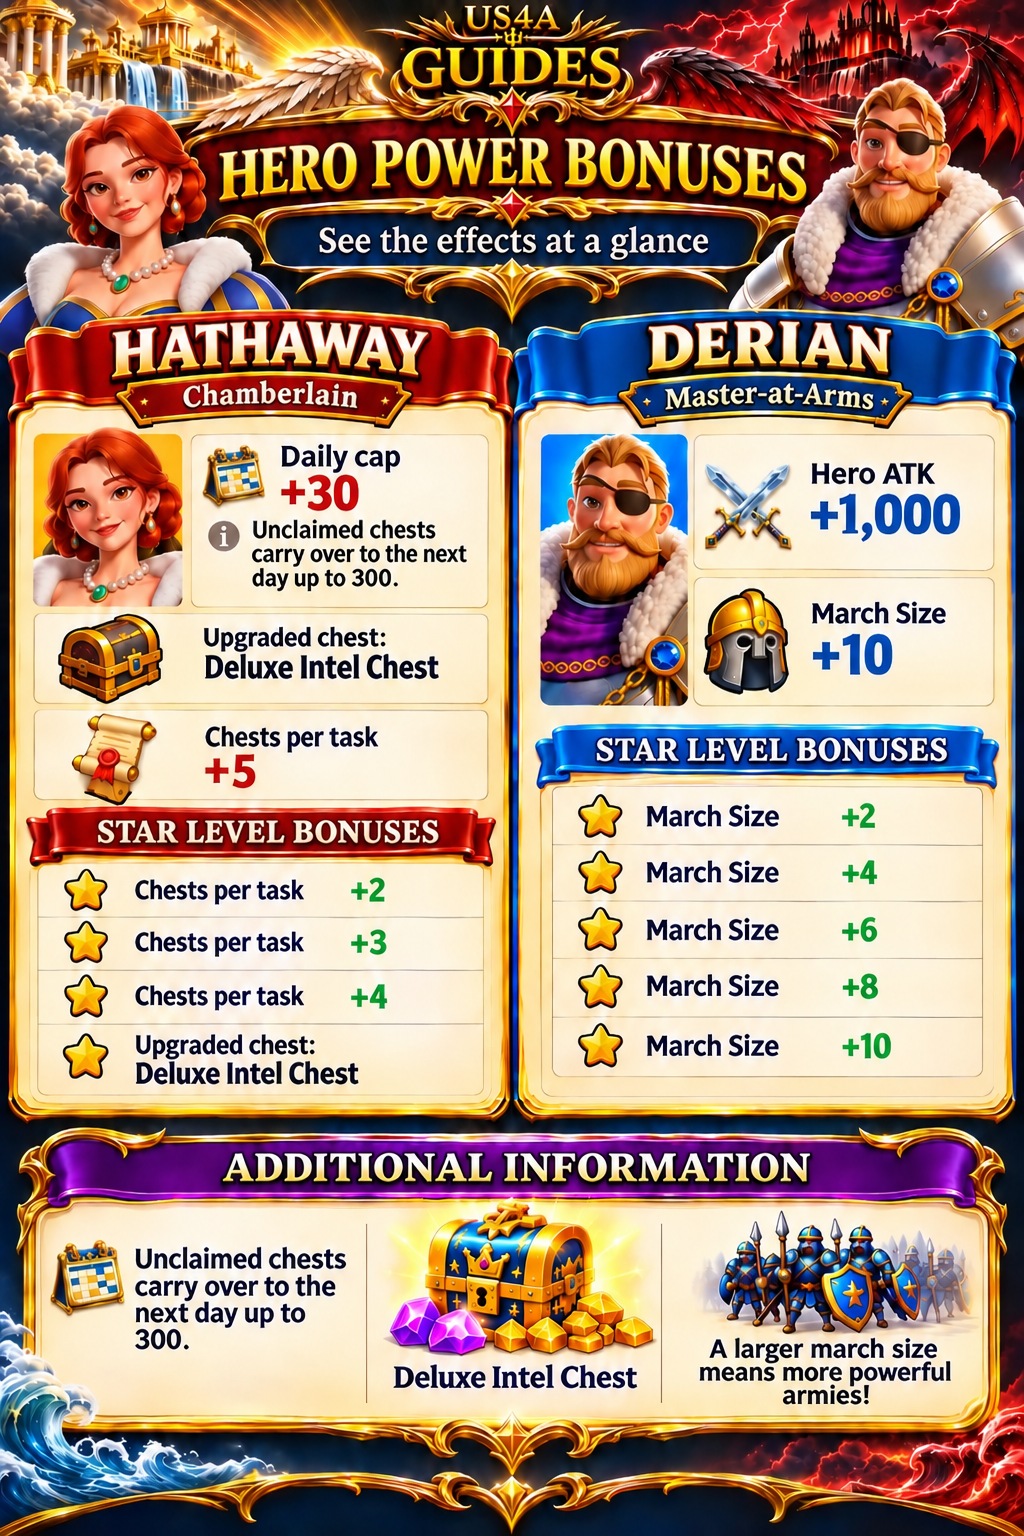 US4A
GUIDES
HERO POWER BONUSES
See the effects at a glance
HATHAWAY
Chamberlain
Daily cap
+30
i
Unclaimed chests
carry over to the next
day up to 300.
Upgraded chest:
Deluxe Intel Chest
Chests per task
+5
STAR LEVEL BONUSES
Chests per task +2
Chests per task +3
Chests per task +4
Upgraded chest:
Deluxe Intel Chest
DERIAN
Master-at-Arms
Hero ATK
+1,000
March Size
+10
STAR LEVEL BONUSES
March Size +2
March Size +4
March Size +6
March Size +8
March Size +10
ADDITIONAL INFORMATION
Unclaimed chests
carry over to the
next day up to
300.
Deluxe Intel Chest
A larger march size
means more powerful
armies!